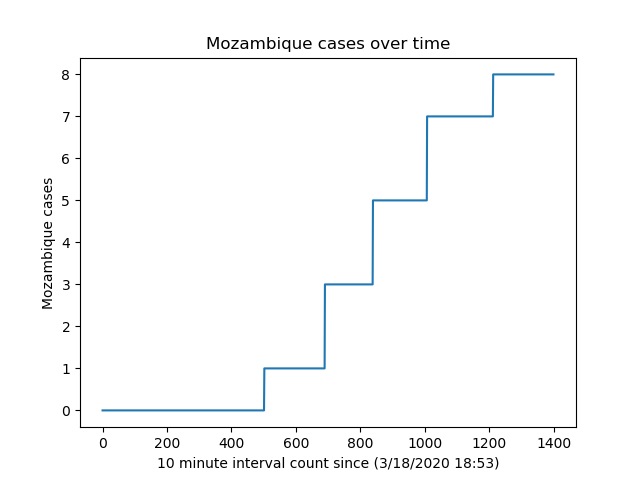 Mozambique cases over time
8
7
6
5
4
3
2
1
0
Mozambique cases
0 200 400 600 800 1000 1200 1400
10 minute interval count since (3/18/2020 18:53)